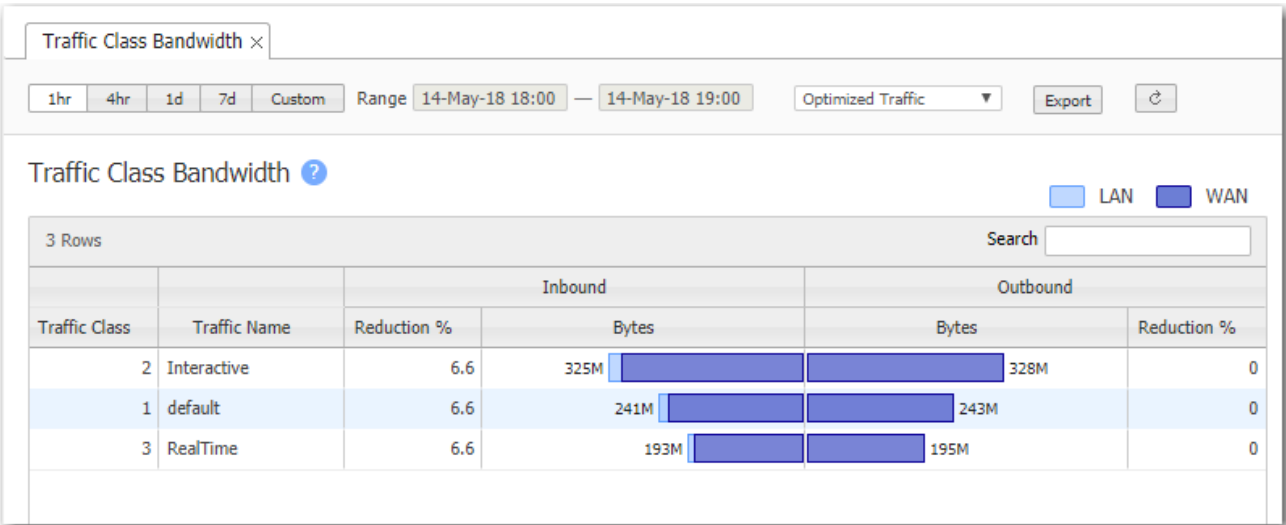 Traffic Class Bandwidth ×
1hr 4hr 1d 7d Custom Range 14-May-18 18:00 — 14-May-18 19:00 Optimized Traffic ▼ Export
Traffic Class Bandwidth ?
LAN WAN
3 Rows Search
Inbound Outbound
Traffic Class Traffic Name Reduction % Bytes Bytes Reduction %
2 Interactive 6.6 325M 328M 0
1 default 6.6 241M 243M 0
3 RealTime 6.6 193M 195M 0